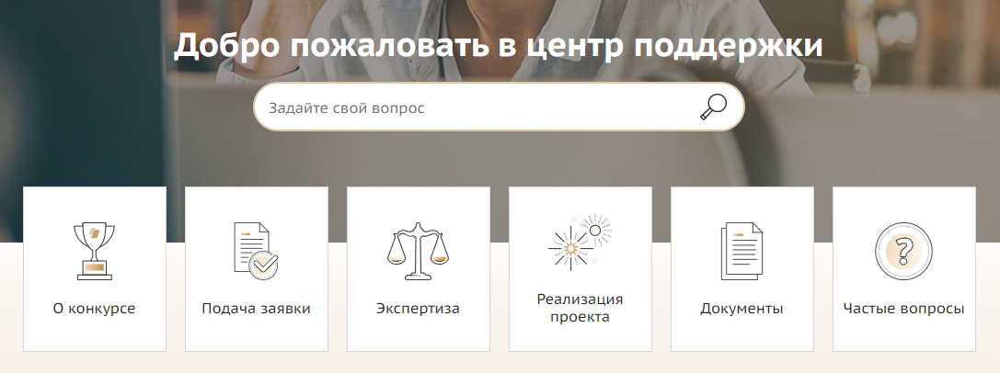 Добро пожаловать в центр поддержки
Задайте свой вопрос
О конкурсе
Подача заявки
Экспертиза
Реализация
проекта
Документы
Частые вопросы